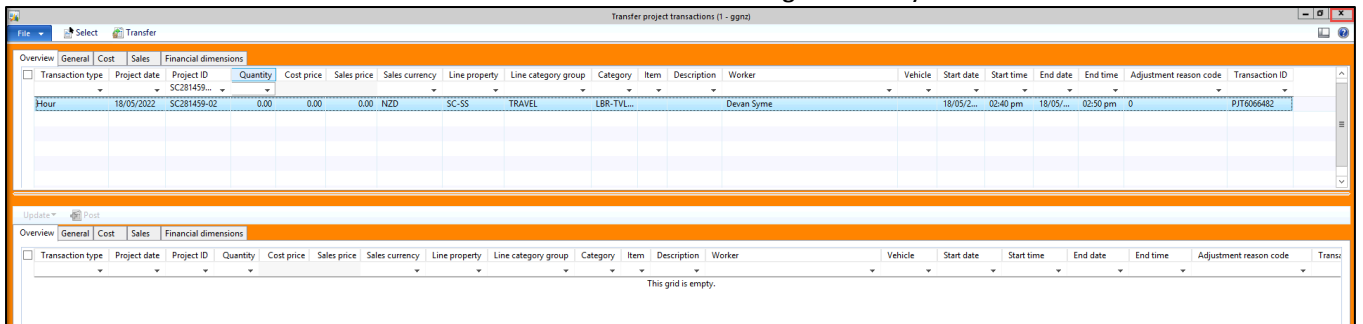 Transfer project transactions (1 - ggnz)
File Select Transfer
Overview General Cost Sales Financial dimensions
Transaction type Project date Project ID Quantity Cost price Sales price Sales currency Line property Line category group Category Item Description Worker Vehicle Start date Start time End date End time Adjustment reason code Transaction ID
SC281459...
Hour 18/05/2022 SC281459-02 0.00 0.00 0.00 NZD SC-SS TRAVEL LBR-TVL... Devan Syme 18/05/2... 02:40 pm 18/05/... 02:50 pm 0 PJT6066482
Update Post
Overview General Cost Sales Financial dimensions
Transaction type Project date Project ID Quantity Cost price Sales price Sales currency Line property Line category group Category Item Description Worker Vehicle Start date Start time End date End time Adjustment reason code Transa
This grid is empty.